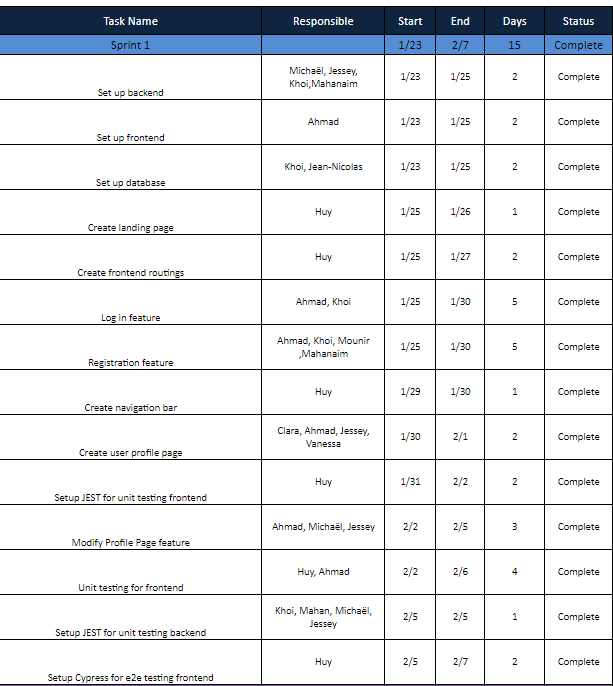 Task Name Responsible Start End Days Status
Sprint 1 1/23 2/7 15 Complete
Set up backend Michaël, Jessey, 1/23 1/25 2 Complete
Khoi,Mahanaim
Set up frontend Ahmad 1/23 1/25 2 Complete
Set up database Khoi, Jean-Nicolas 1/23 1/25 2 Complete
Create landing page Huy 1/25 1/26 1 Complete
Create frontend routings Huy 1/25 1/27 2 Complete
Log in feature Ahmad, Khoi 1/25 1/30 5 Complete
Registration feature Ahmad, Khoi, Mounir 1/25 1/30 5 Complete
,Mahanaim
Create navigation bar Huy 1/29 1/30 1 Complete
Create user profile page Clara, Ahmad, Jessey, 1/30 2/1 2 Complete
Vanessa
Setup JEST for unit testing frontend Huy 1/31 2/2 2 Complete
Modify Profile Page feature Ahmad, Michaël, Jessey 2/2 2/5 3 Complete
Unit testing for frontend Huy, Ahmad 2/2 2/6 4 Complete
Setup JEST for unit testing backend Khoi, Mahan, Michaël, 2/5 2/5 1 Complete
Jessey
Setup Cypress for e2e testing frontend Huy 2/5 2/7 2 Complete